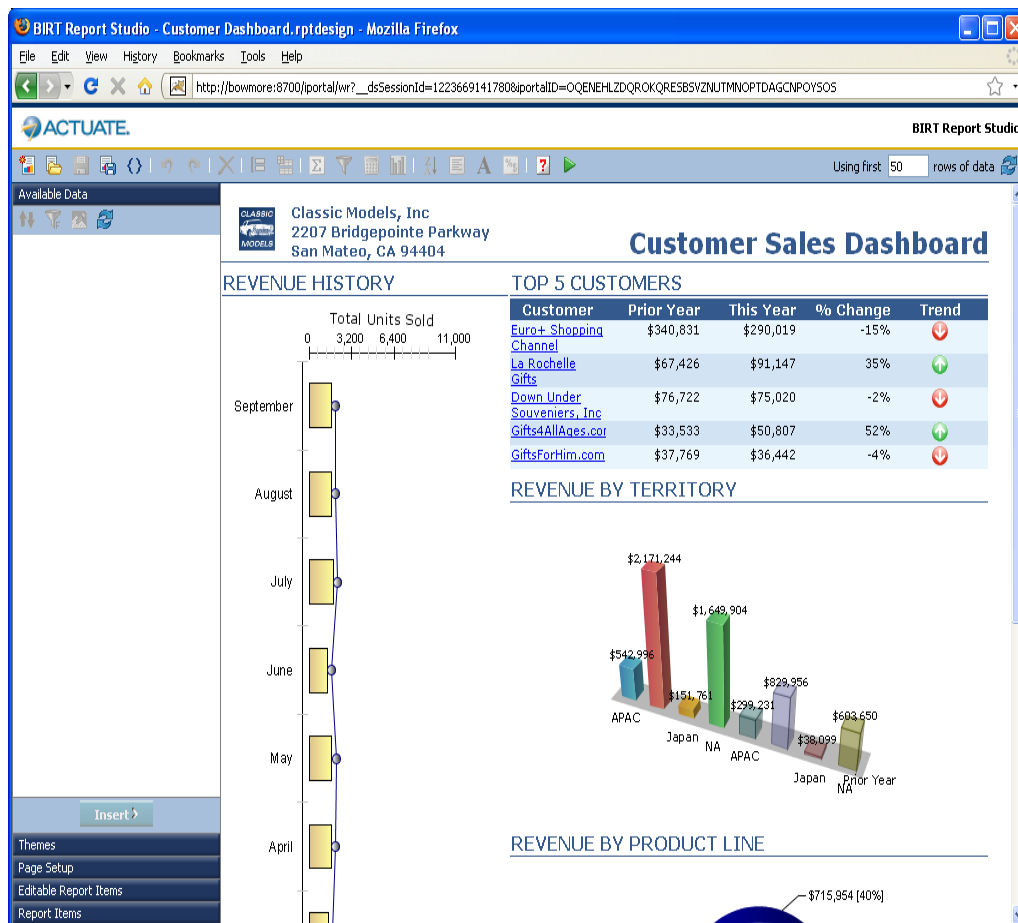 BIRT Report Studio - Customer Dashboard.rptdesign - Mozilla Firefox
File Edit View History Bookmarks Tools Help
http://bowmore:8700/iportal/wr?__dsSessionId=1223669141780&iportalID=OQENEHLZDQROKQRESBSVZNUTMNOPTDAGCNPOYSOS
ACTUATE.
BIRT Report Studio
Using first 50 rows of data
Available Data
CLASSIC
MODELS
Classic Models, Inc
2207 Bridgepointe Parkway
San Mateo, CA 94404
Customer Sales Dashboard
REVENUE HISTORY
Total Units Sold
0 3,200 6,400 11,000
September
August
July
June
May
April
TOP 5 CUSTOMERS
Customer Prior Year This Year % Change Trend
Euro+ Shopping
Channel $340,831 $290,019 -15%
La Rochelle
Gifts $67,426 $91,147 35%
Down Under
Souveniers, Inc $76,722 $75,020 -2%
Gifts4AllAges.cor $33,533 $50,807 52%
GiftsForHim.com $37,769 $36,442 -4%
REVENUE BY TERRITORY
$2,171,244
$1,649,904
$542,996
$829,956
$151,761
$299,231
$603,650
$38,099
APAC
Japan
NA
APAC
Japan
NA
Prior Year
REVENUE BY PRODUCT LINE
$715,954 [40%]
Insert
Themes
Page Setup
Editable Report Items
Report Items